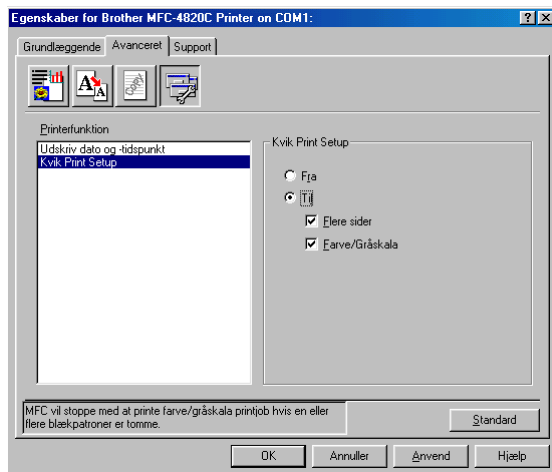 Egenskaber for Brother MFC-4820C Printer on COM1:
Grundlæggende Avanceret Support
Printerfunktion
Udskriv dato og -tidspunkt
Kvik Print Setup
Kvik Print Setup
Fra
Til
Flere sider
Farve/Gråskala
MFC vil stoppe med at printe farve/gråskala printjob hvis en eller
flere blækpatroner er tomme.
Standard
OK Annuller Anvend Hjælp